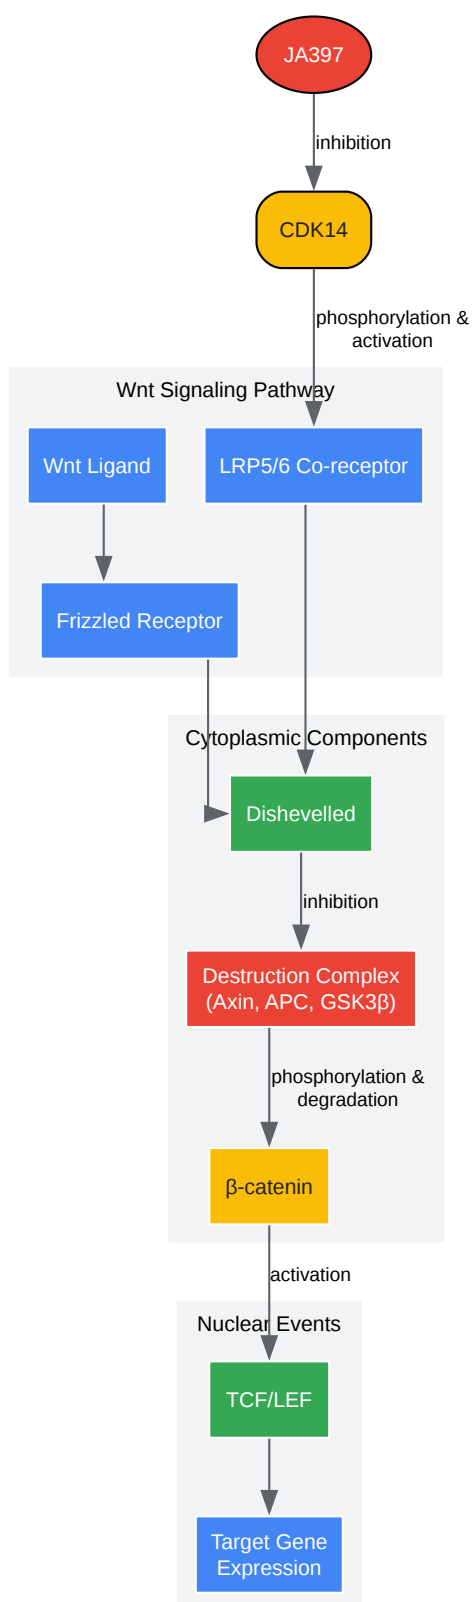 JA397
inhibition
CDK14
phosphorylation &
activation
Wnt Signaling Pathway
Wnt Ligand
LRP5/6 Co-receptor
Frizzled Receptor
Cytoplasmic Components
Dishevelled
inhibition
Destruction Complex
(Axin, APC, GSK3β)
phosphorylation &
degradation
β-catenin
activation
Nuclear Events
TCF/LEF
Target Gene
Expression